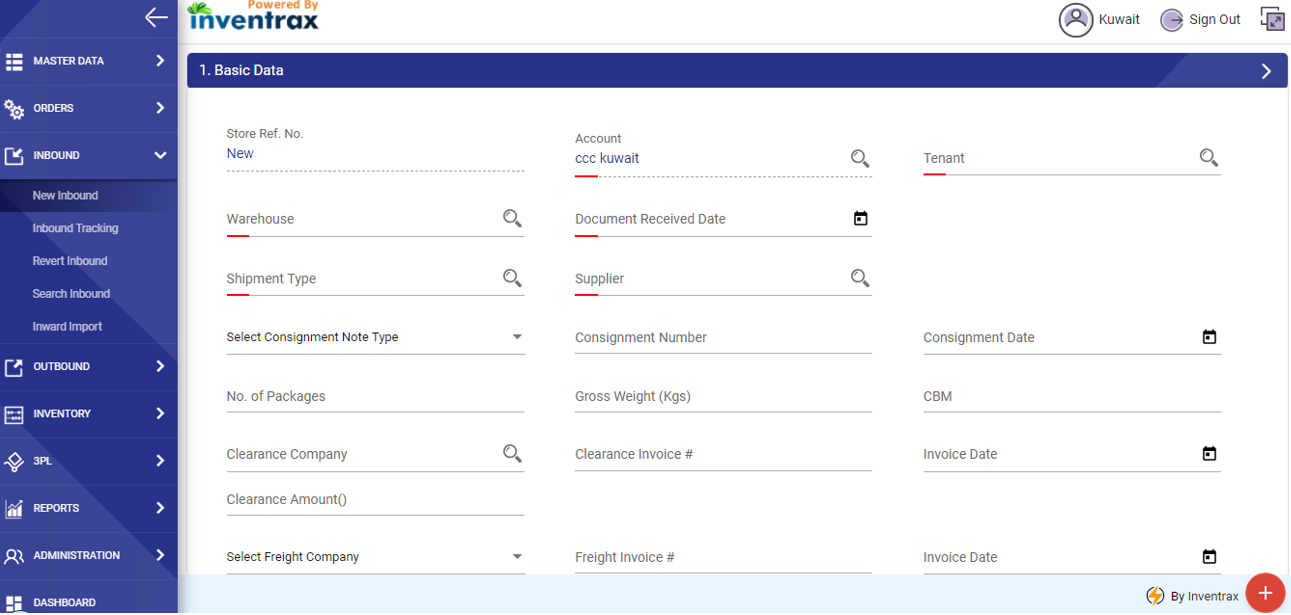 Powered By
inventrax
Kuwait
Sign Out
MASTER DATA
ORDERS
INBOUND
New Inbound
Inbound Tracking
Revert Inbound
Search Inbound
Inward Import
OUTBOUND
INVENTORY
3PL
REPORTS
ADMINISTRATION
DASHBOARD
1. Basic Data
Store Ref. No.
New
Account
ccc kuwait
Tenant
Warehouse
Document Received Date
Shipment Type
Supplier
Select Consignment Note Type
Consignment Number
Consignment Date
No. of Packages
Gross Weight (Kgs)
CBM
Clearance Company
Clearance Invoice #
Invoice Date
Clearance Amount()
Select Freight Company
Freight Invoice #
Invoice Date
By Inventrax